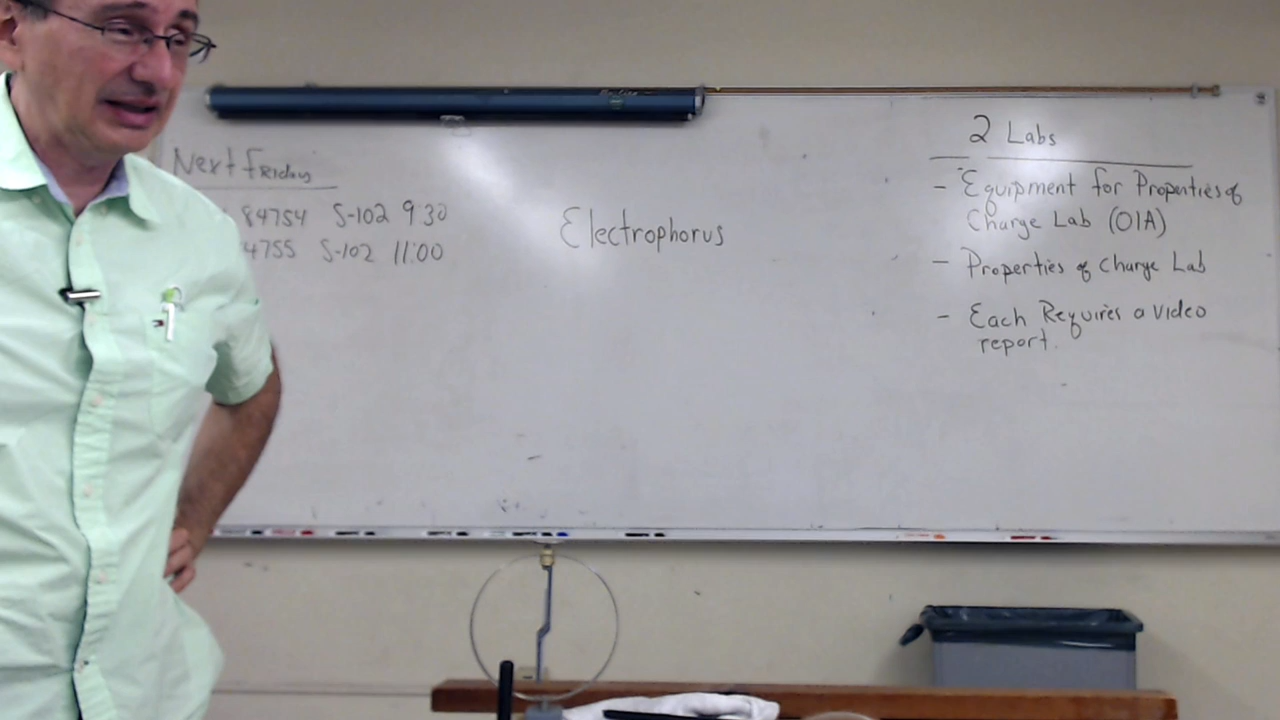 Next Friday
84754 S-102 9 30
4755 S-102 11:00
Electrophorus
2 Labs
- Equipment for Properties of
Charge Lab (01A)
- Properties of Charge Lab
- Each Requires a video
report.